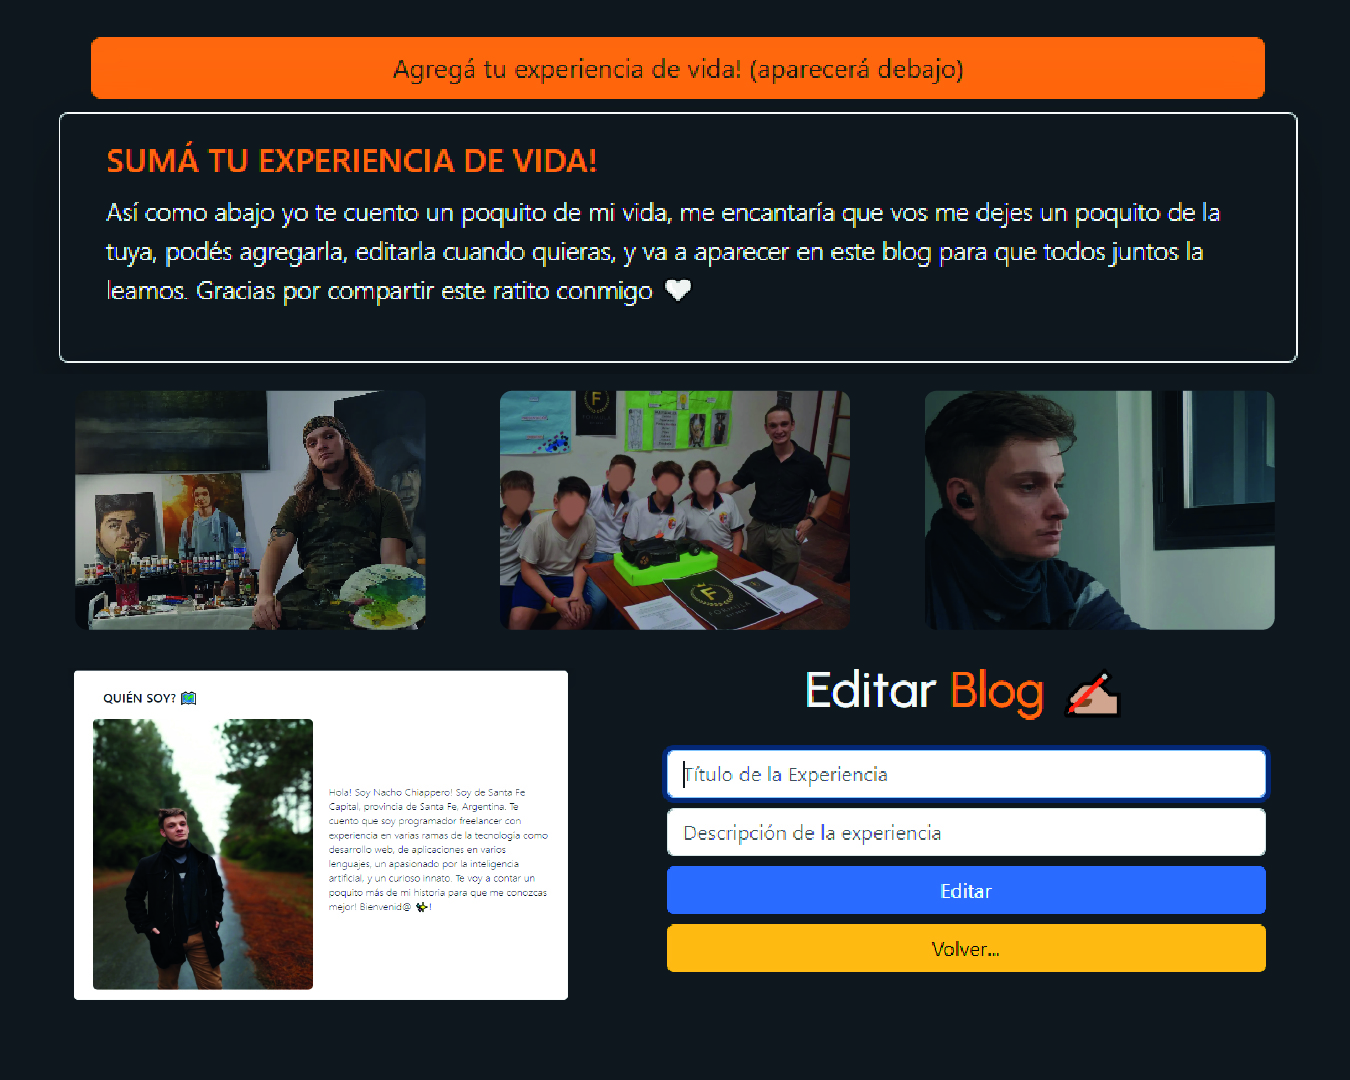 Agregá tu experiencia de vida! (aparecerá debajo)
SUMÁ TU EXPERIENCIA DE VIDA!
Así como abajo yo te cuento un poquito de mi vida, me encantaría que vos me dejes un poquito de la
tuya, podés agregarla, editarla cuando quieras, y va a aparecer en este blog para que todos juntos la
leamos. Gracias por compartir este ratito conmigo 🤍
F
F
FORMULA
QUIÉN SOY? 🗺️
Hola! Soy Nacho Chiappero! Soy de Santa Fe
Capital, provincia de Santa Fe, Argentina. Te
cuento que soy programador freelancer con
experiencia en varias ramas de la tecnología como
desarrollo web, de aplicaciones en varios
lenguajes, un apasionado por la inteligencia
artificial, y un curioso innato. Te voy a contar un
poquito más de mi historia para que me conozcas
mejor! Bienvenid@ !
Editar Blog ✍🏼
Título de la Experiencia
Descripción de la experiencia
Editar
Volver...